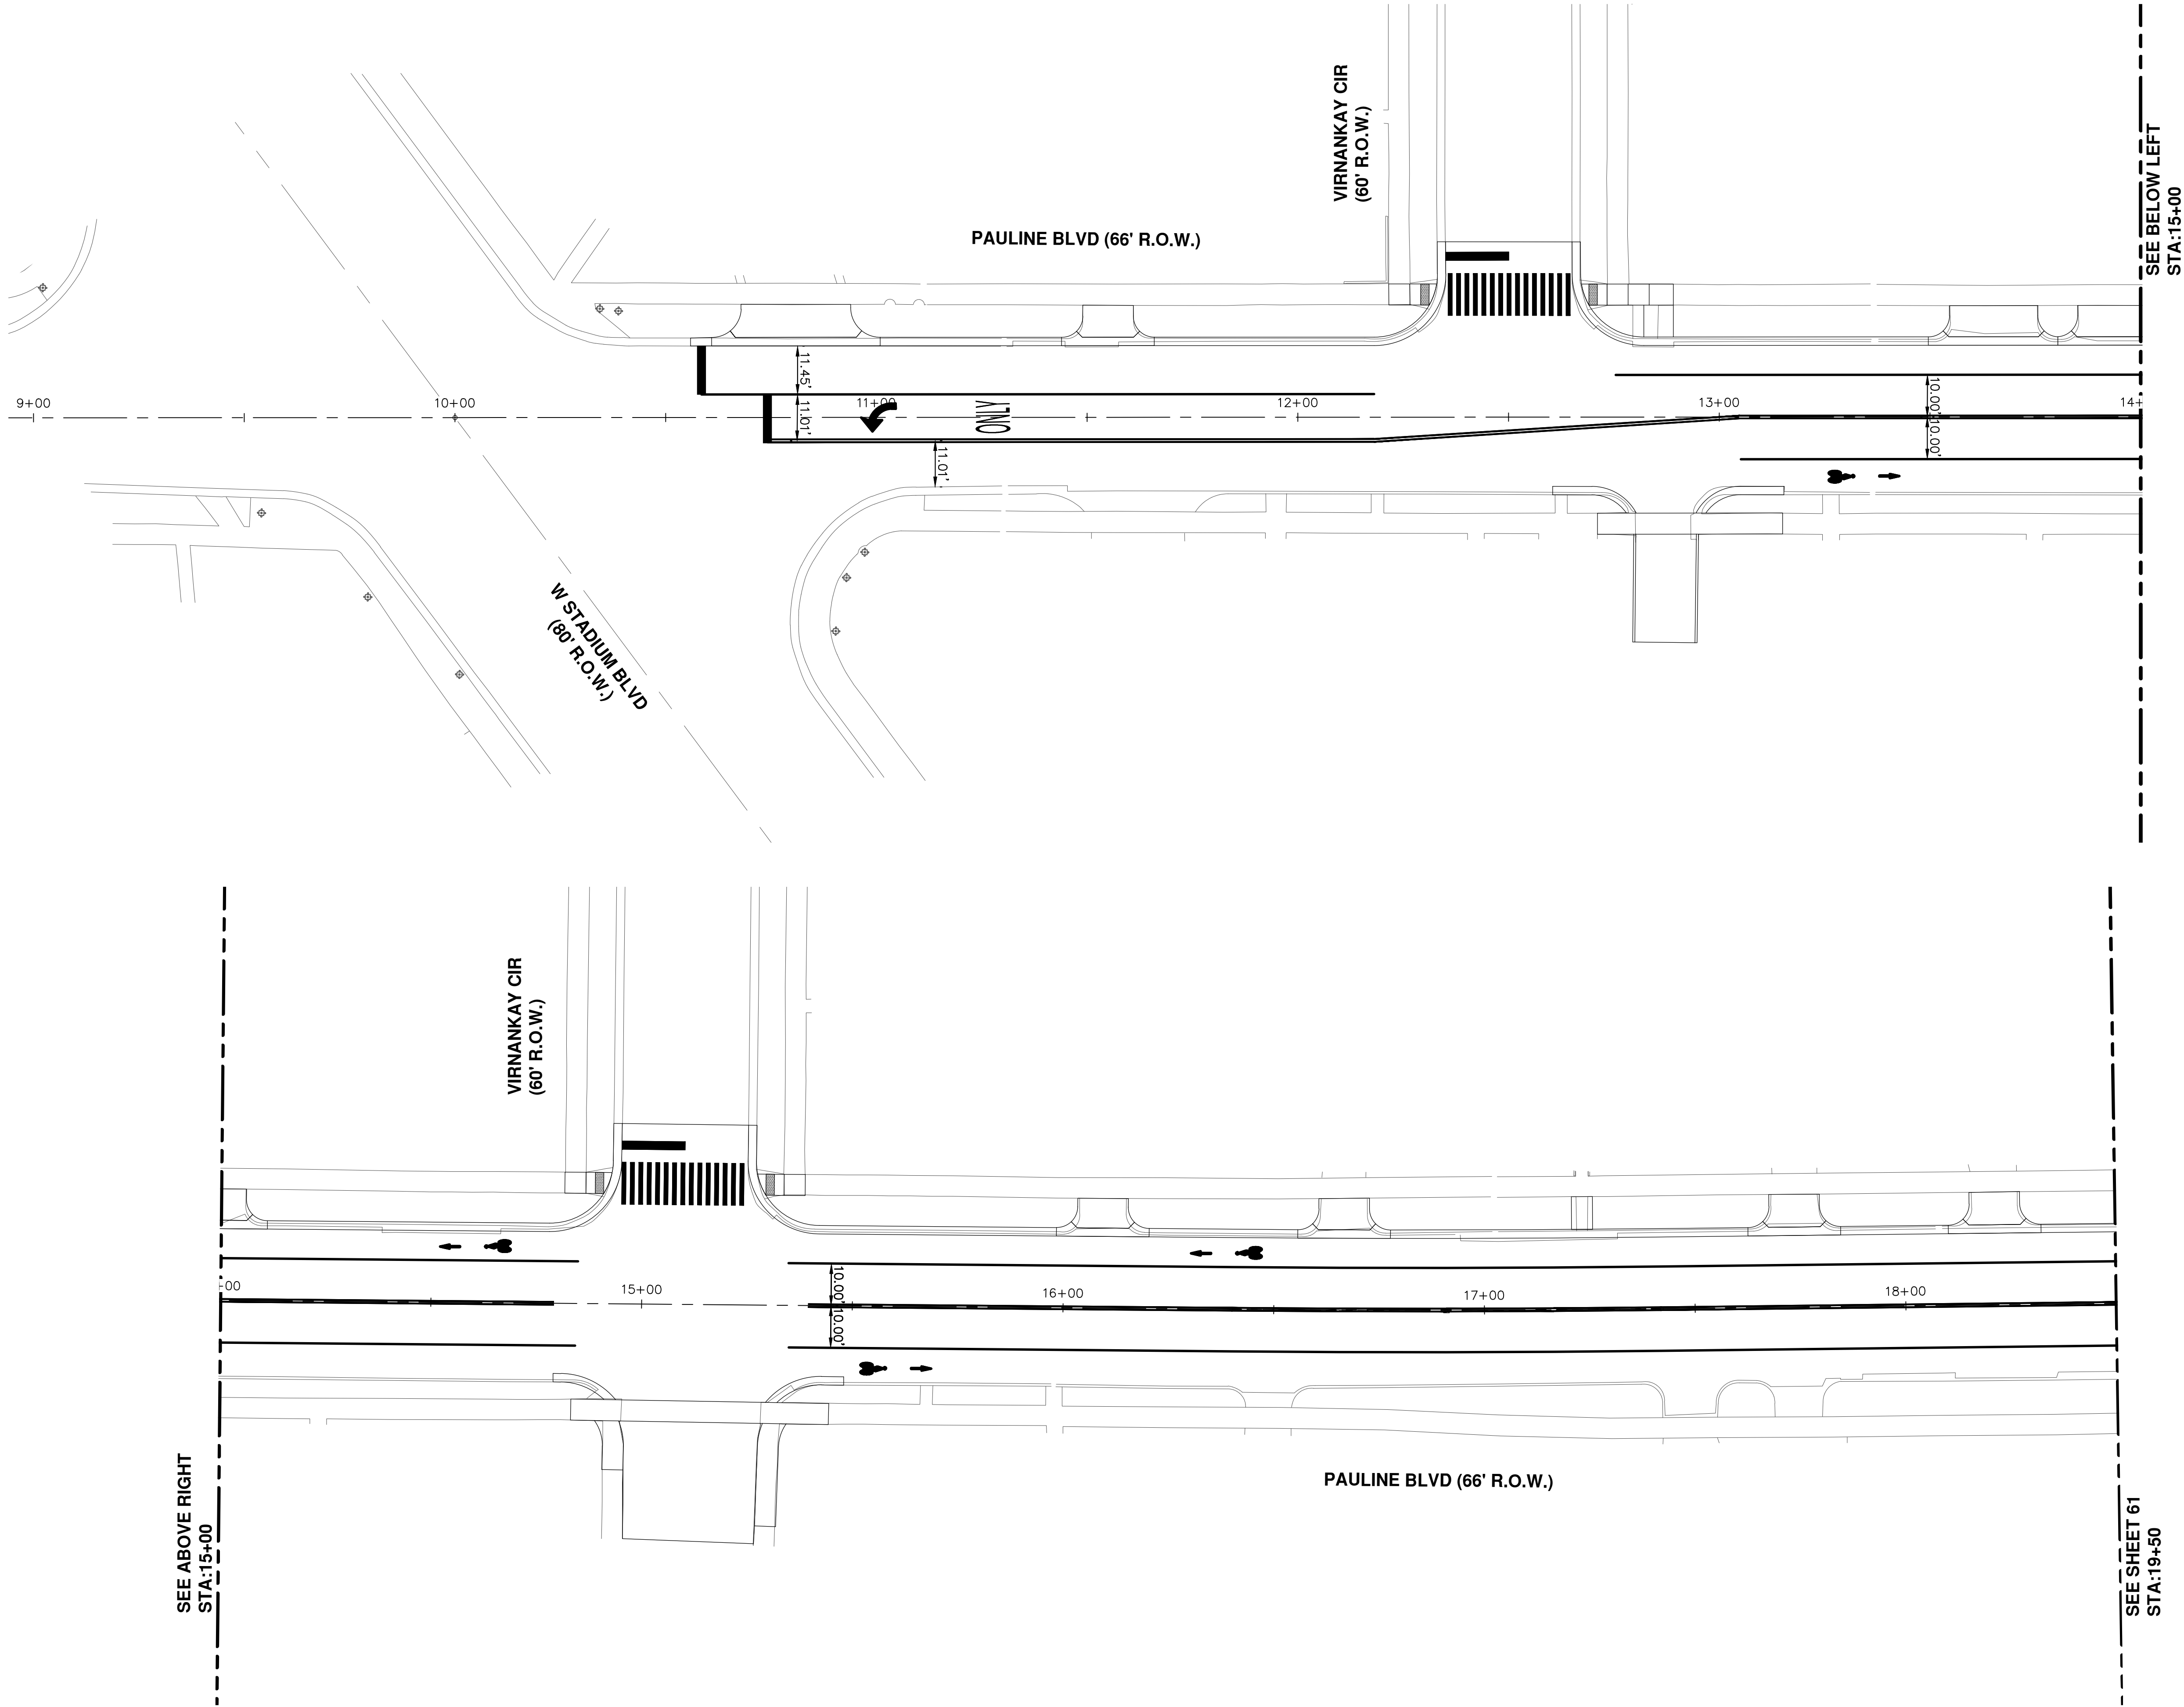 VIRNANKAY CIR
(60' R.O.W.)
SEE BELOW LEFT
STA:15+00
PAULINE BLVD (66' R.O.W.)
11.45'
10.00'
9+00
10+00
11+00
12+00
13+00
14+
11.01'
ONLY
10.00'
11.01'
W STADIUM BLVD
(80' R.O.W.)
VIRNANKAY CIR
(60' R.O.W.)
10.00'
-00
15+00
16+00
17+00
18+00
10.00'
PAULINE BLVD (66' R.O.W.)
SEE ABOVE RIGHT
STA:15+00
SEE SHEET 61
STA:19+50